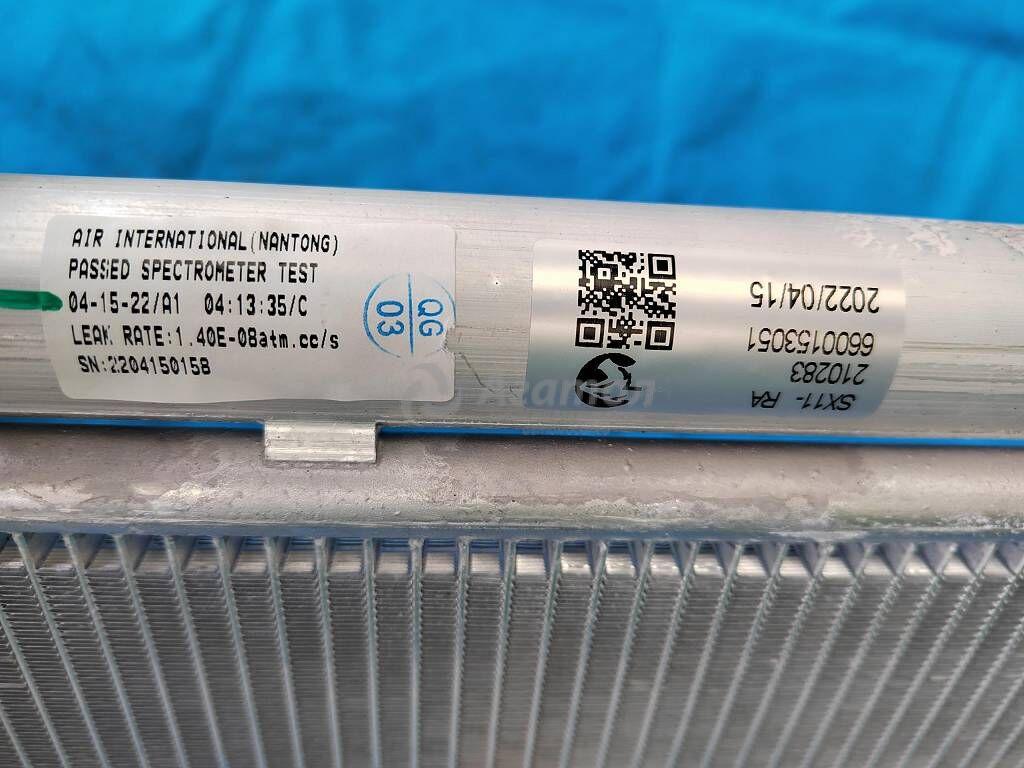 AIR INTERNATIONAL(NANTONG)
PASSED SPECTROMETER TEST
04-15-22/A1 04:13:35/C
LEAK RATE:1.40E-08atm.cc/s
SN:2204150158
QG
03
SX11- RA
210283
6600153051
2022/04/15